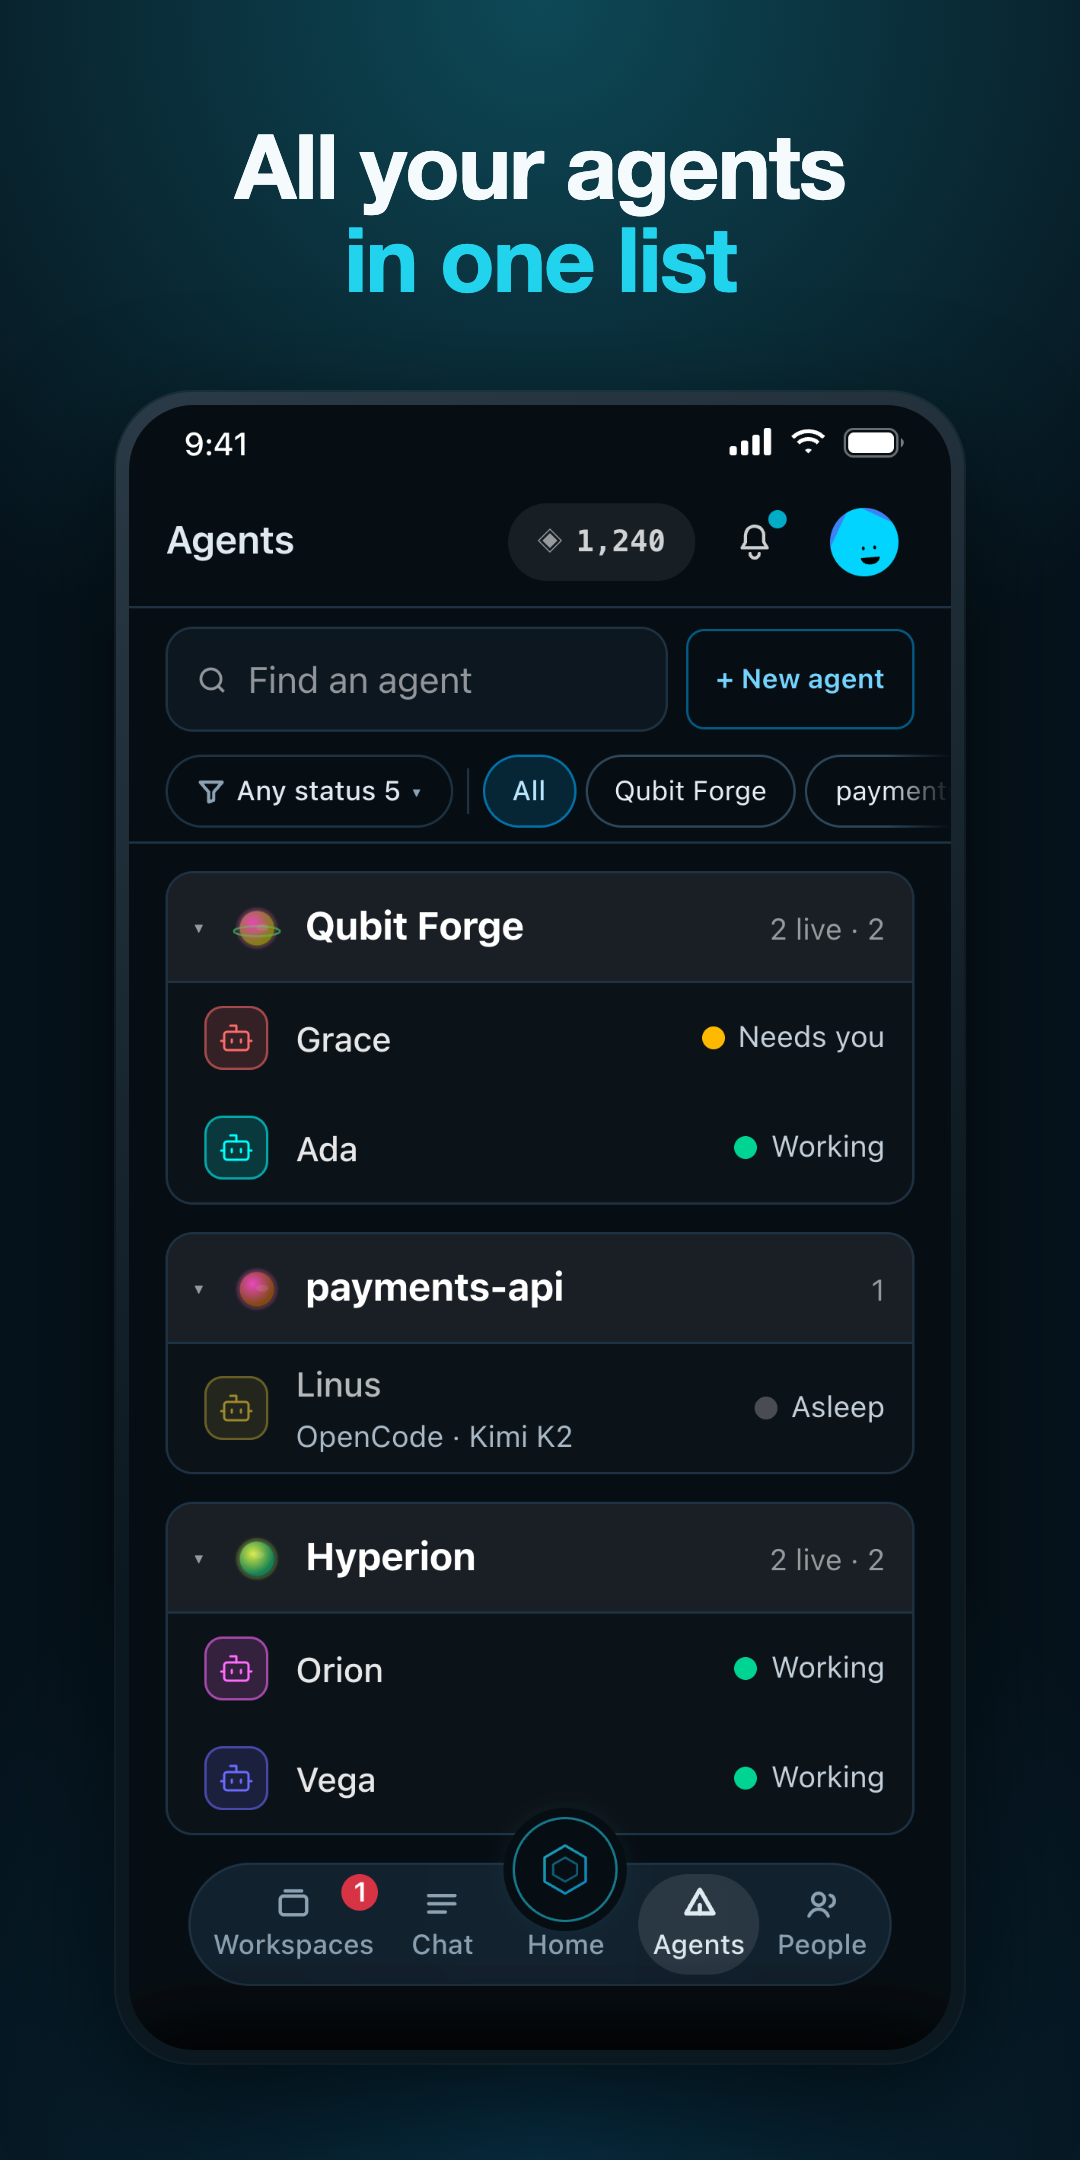 All your agents
in one list
9:41
Agents
1,240
Find an agent
+ New agent
Any status 5
All
Qubit Forge
payment
Qubit Forge
2 live · 2
Grace
Needs you
Ada
Working
payments-api
1
Linus
OpenCode · Kimi K2
Asleep
Hyperion
2 live · 2
Orion
Working
Vega
Working
1
Workspaces
Chat
Home
Agents
People